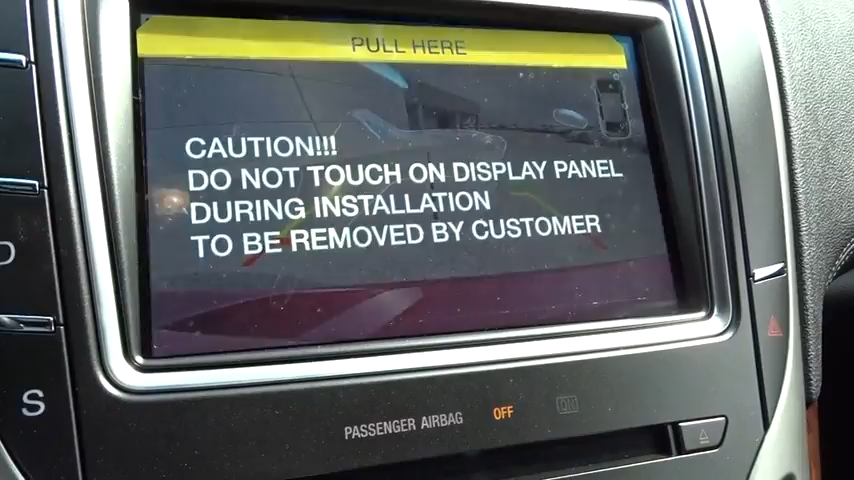 PULL HERE
CAUTION!!!
DO NOT TOUCH ON DISPLAY PANEL
DURING INSTALLATION
TO BE REMOVED BY CUSTOMER
D
S
PASSENGER AIRBAG OFF ON